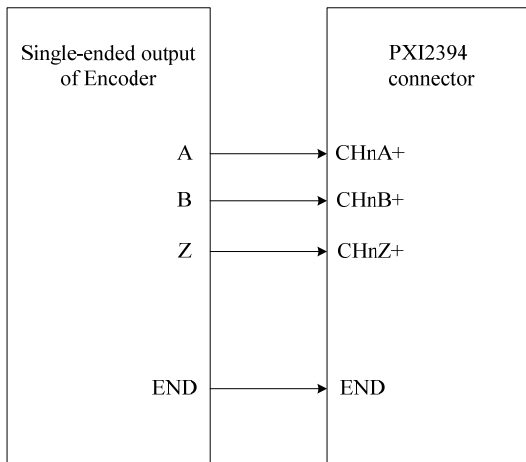 Single-ended output
of Encoder
PXI2394
connector
A
CHnA+
B
CHnB+
Z
CHnZ+
END
END